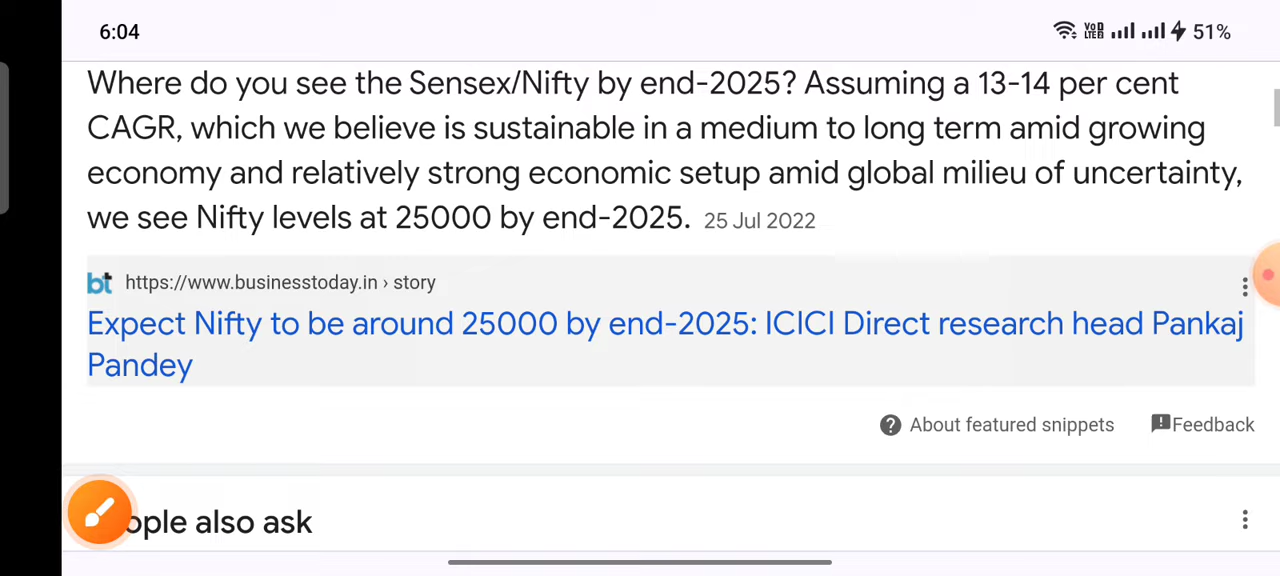 6:04
VoD LTE 51%
Where do you see the Sensex/Nifty by end-2025? Assuming a 13-14 per cent
CAGR, which we believe is sustainable in a medium to long term amid growing
economy and relatively strong economic setup amid global milieu of uncertainty,
we see Nifty levels at 25000 by end-2025. 25 Jul 2022
bt https://www.businesstoday.in › story
Expect Nifty to be around 25000 by end-2025: ICICI Direct research head Pankaj
Pandey
About featured snippets Feedback
ople also ask